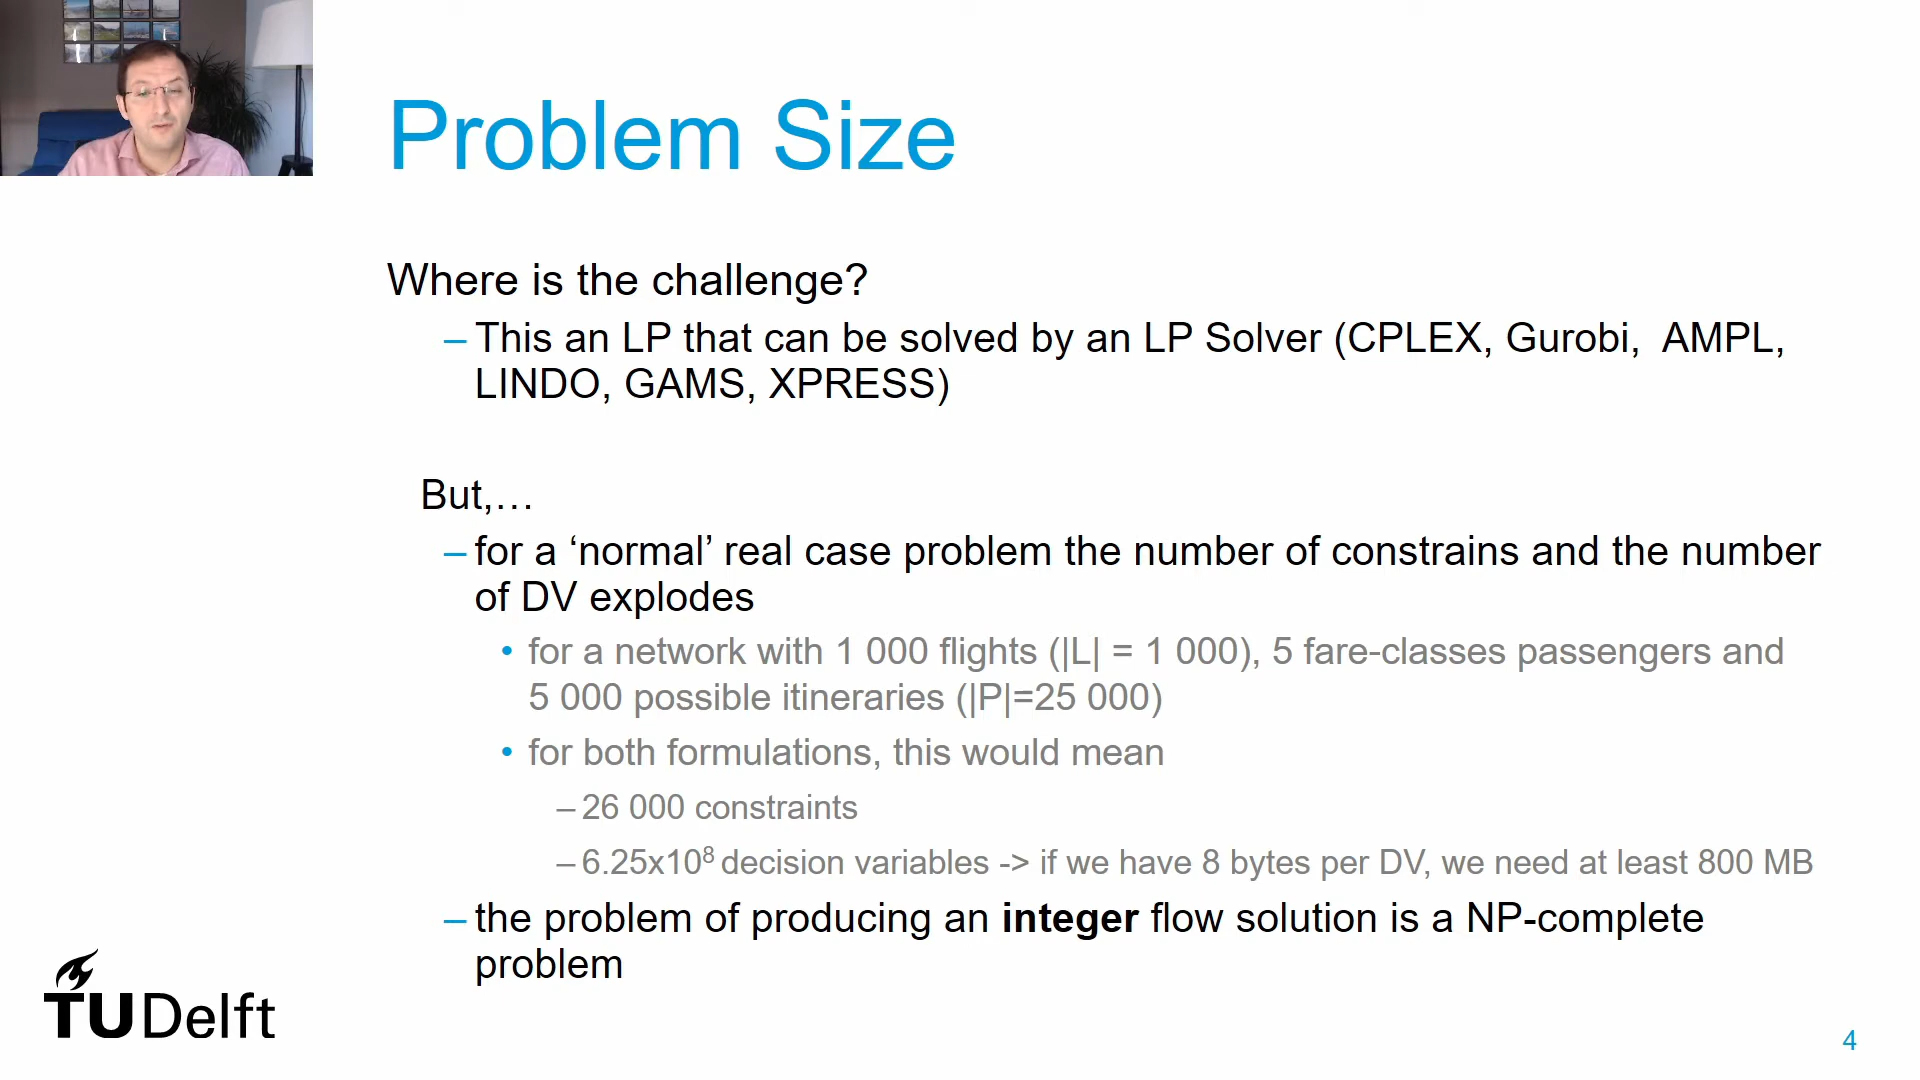 Problem Size
Where is the challenge?
– This an LP that can be solved by an LP Solver (CPLEX, Gurobi,  AMPL,
LINDO, GAMS, XPRESS)
But,…
– for a ‘normal’ real case problem the number of constrains and the number
of DV explodes
• for a network with 1 000 flights (|L| = 1 000), 5 fare-classes passengers and
5 000 possible itineraries (|P|=25 000)
• for both formulations, this would mean
– 26 000 constraints
– 6.25x10⁸ decision variables -> if we have 8 bytes per DV, we need at least 800 MB
– the problem of producing an integer flow solution is a NP-complete
problem
TU Delft
4